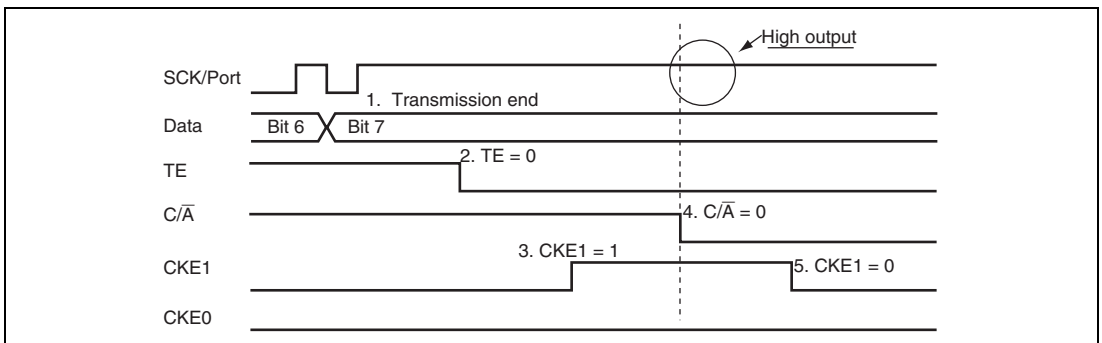 High output
SCK/Port
1. Transmission end
Data
Bit 6
Bit 7
2. TE = 0
TE
C/A̅
4. C/A̅ = 0
3. CKE1 = 1
CKE1
5. CKE1 = 0
CKE0